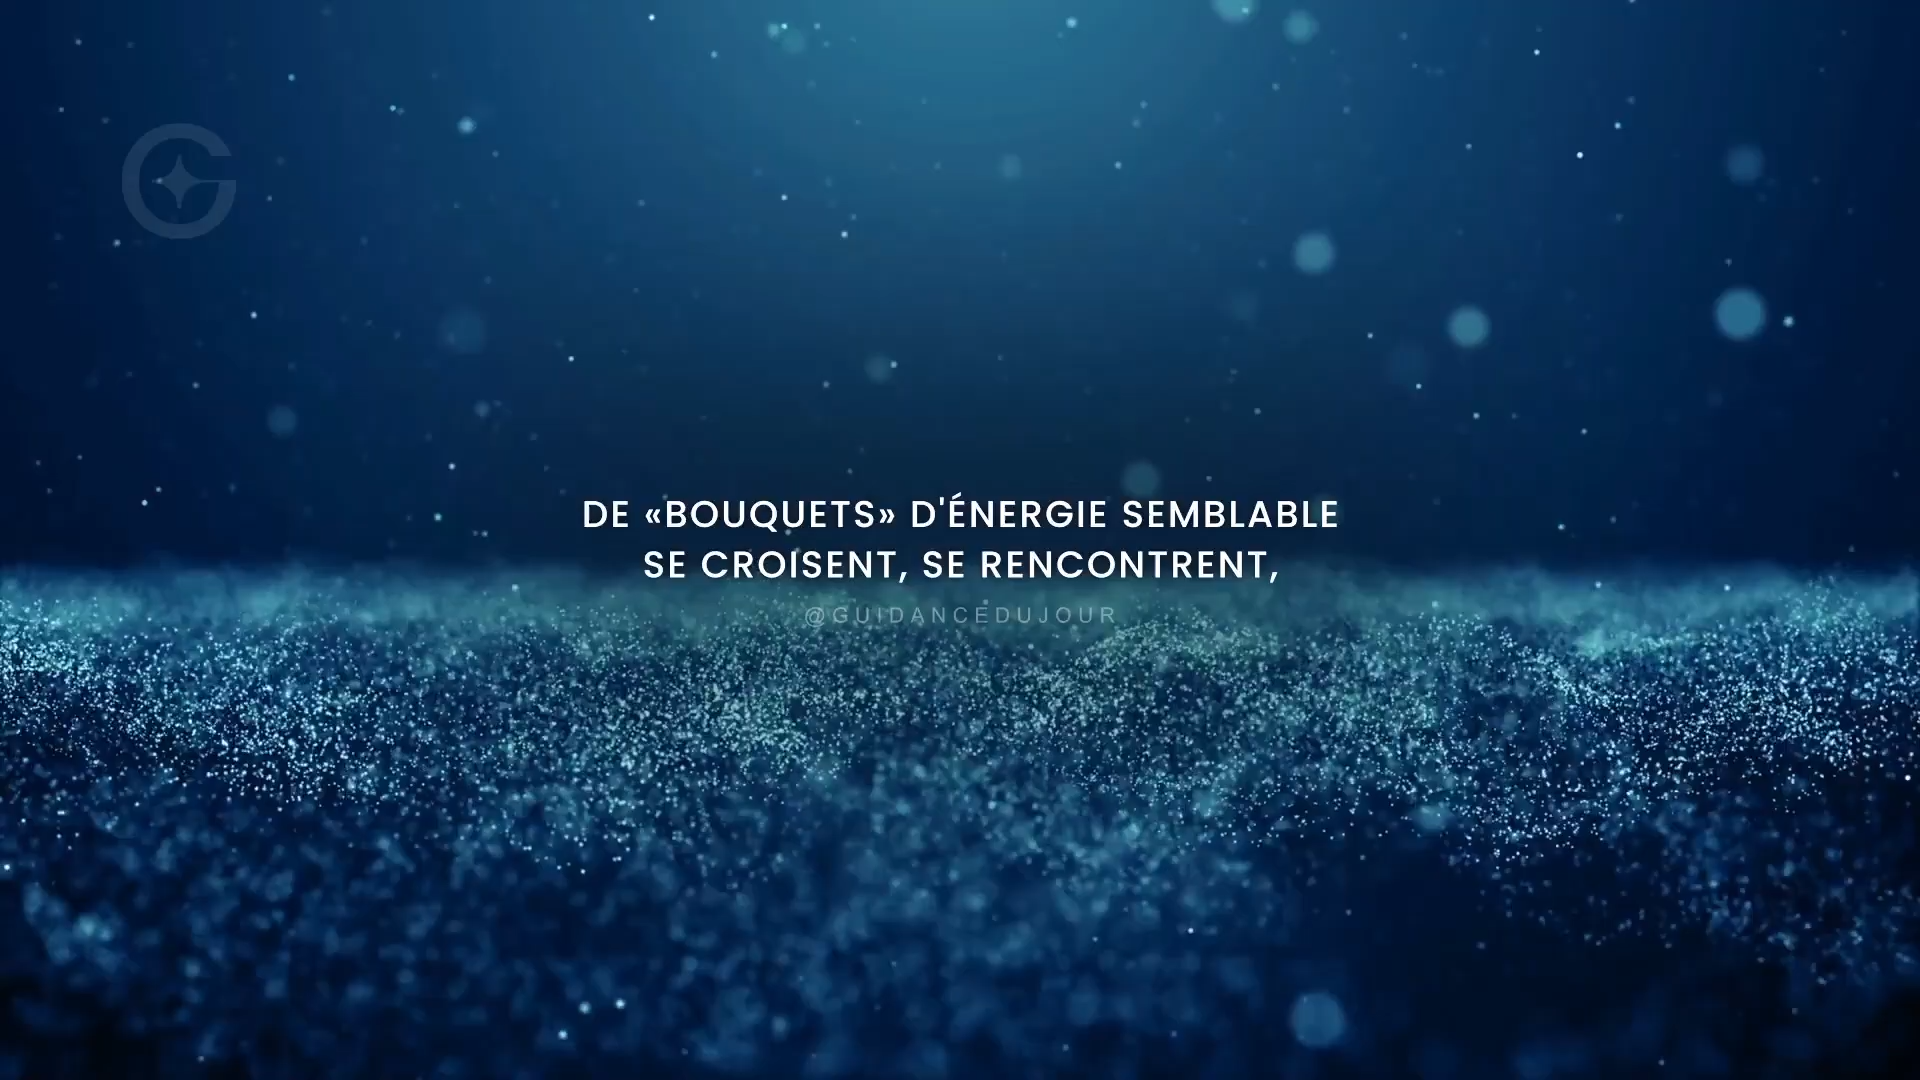 DE «BOUQUETS» D'ÉNERGIE SEMBLABLE
SE CROISENT, SE RENCONTRENT,
@GUIDANCEDUJOUR